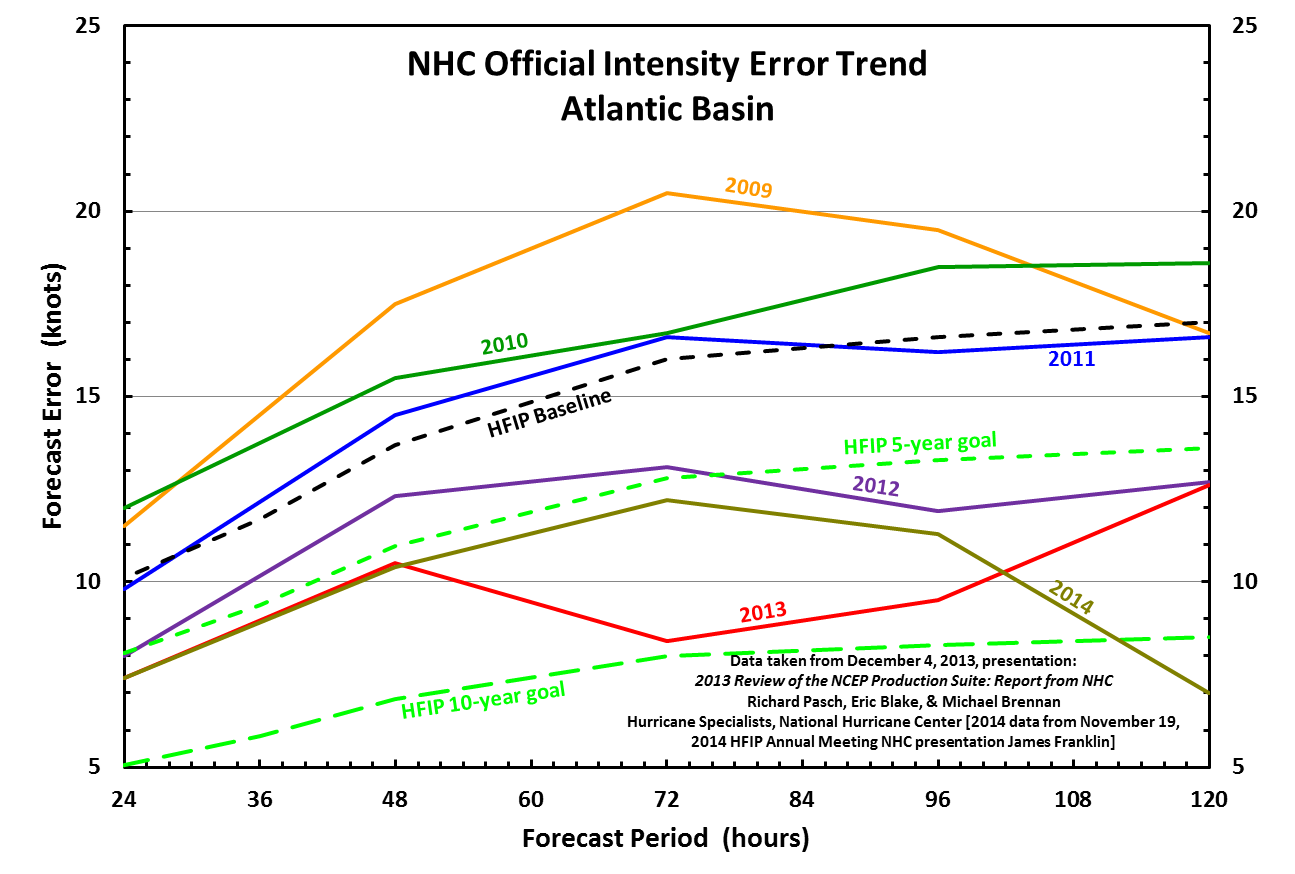 NHC Official Intensity Error Trend
Atlantic Basin
25
20
15
10
5
25
20
15
10
5
Forecast Error (knots)
2009
2010
HFIP Baseline
2011
HFIP 5-year goal
2012
2014
2013
HFIP 10-year goal
Data taken from December 4, 2013, presentation:
2013 Review of the NCEP Production Suite: Report from NHC
Richard Pasch, Eric Blake, & Michael Brennan
Hurricane Specialists, National Hurricane Center [2014 data from November 19,
2014 HFIP Annual Meeting NHC presentation James Franklin]
24 36 48 60 72 84 96 108 120
Forecast Period (hours)